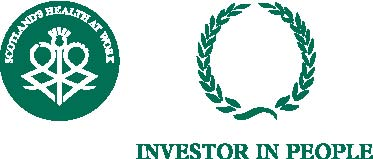 SCOTLAND'S HEALTH AT WORK
INVESTOR IN PEOPLE